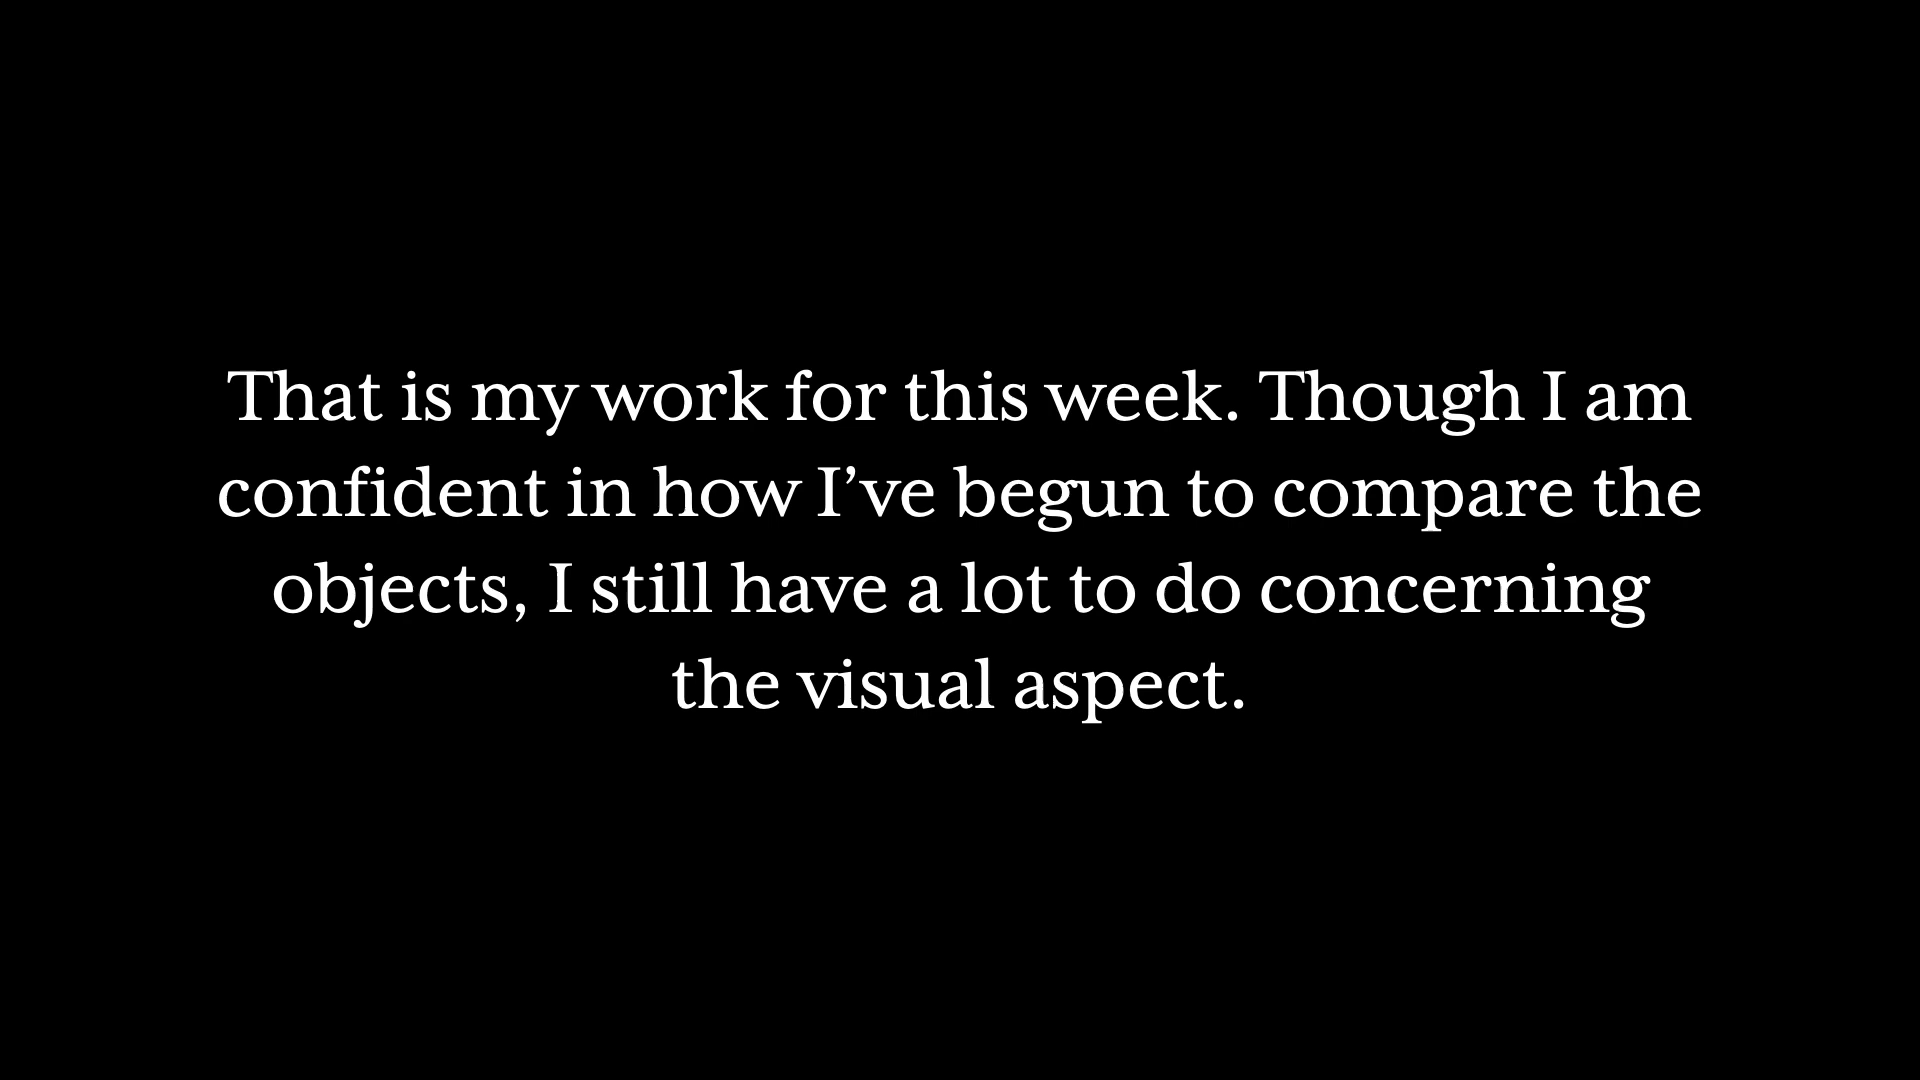 That is my work for this week. Though I am
confident in how I’ve begun to compare the
objects, I still have a lot to do concerning
the visual aspect.